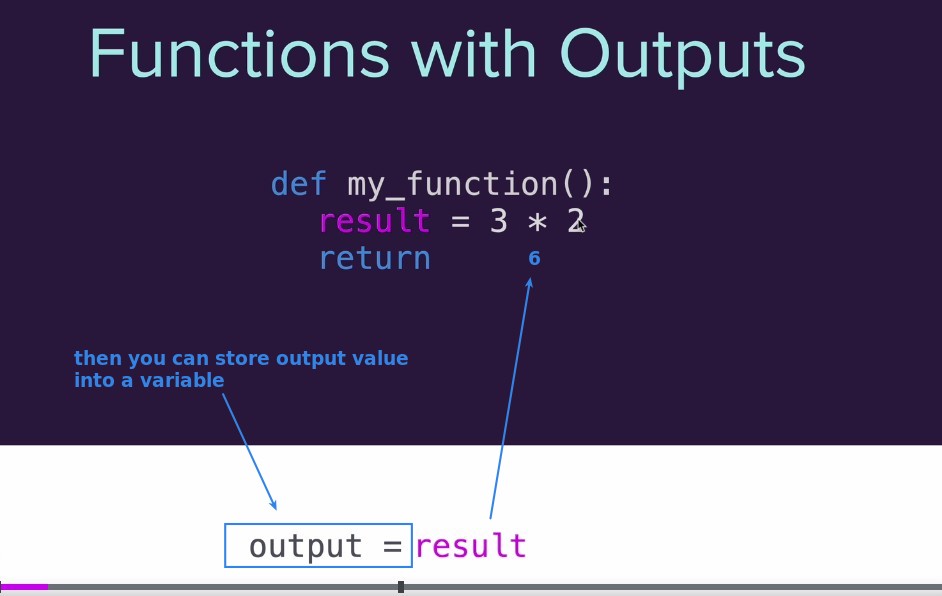 Functions with Outputs
def my_function():
result = 3 * 2
return 6
then you can store output value
into a variable
output = result